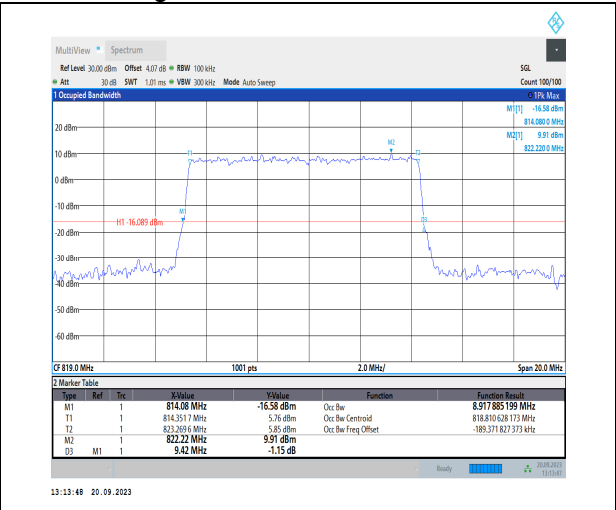 MultiView * Spectrum
Ref Level 30.00 dBm Offset 4.07 dB RBW 100 kHz SGL
Att 30 dB SWT 1.01 ms VBW 300 kHz Mode Auto Sweep Count 100/100
1 Occupied Bandwidth 1Pk Max
M1[1] -16.58 dBm
814.080 0 MHz
M2[1] 9.91 dBm
822.220 0 MHz
20 dBm
M2
10 dBm T1 T2
0 dBm
-10 dBm
M1
H1 -16.089 dBm D3
-20 dBm
-30 dBm
-40 dBm
-50 dBm
-60 dBm
CF 819.0 MHz 1001 pts 2.0 MHz/ Span 20.0 MHz
2 Marker Table
Type Ref Trc X-Value Y-Value Function Function Result
M1 1 814.08 MHz -16.58 dBm Occ Bw 8.917 885 199 MHz
T1 1 814.351 7 MHz 5.76 dBm Occ Bw Centroid 818.810 628 173 MHz
T2 1 823.269 6 MHz 5.85 dBm Occ Bw Freq Offset -189.371 827 373 kHz
M2 1 822.22 MHz 9.91 dBm
D3 M1 1 9.42 MHz -1.15 dB
Ready 20.09.2023
13:13:47
13:13:48 20.09.2023